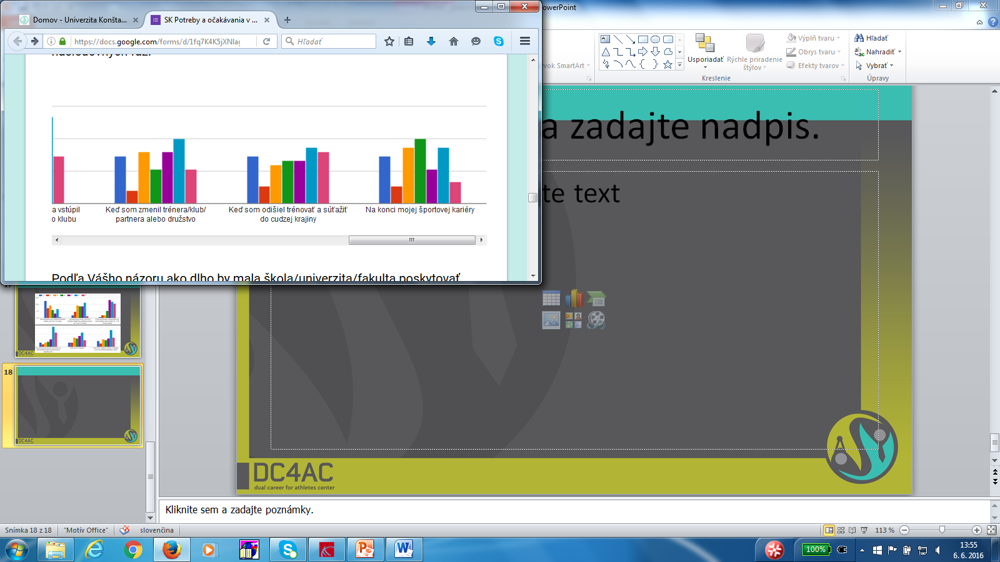 Domov - Univerzita Konšta...
SK Potreby a očakávania v ...
https://docs.google.com/forms/d/1fq7K4K5jXNlag
Hľadať
a vstúpil
o klubu
Keď som zmenil trénera/klub/
partnera alebo družstvo
Keď som odišiel trénovať a súťažiť
do cudzej krajiny
Na konci mojej športovej kariéry
Podľa Vášho názoru ako dlho by mala škola/univerzita/fakulta poskytovať
owerPoint
rvok SmartArt
Usporiadať
Rýchle priradenie
štýlov
Výplň tvaru
Obrys tvaru
Efekty tvarov
Kreslenie
Hľadať
Nahradiť
Vybrať
Úpravy
a zadajte nadpis.
te text
DC4AC
18
DC4AC
DC4AC
dual career for athletes center
Kliknite sem a zadajte poznámky.
Snímka 18 z 18
"Motív Office"
slovenčina
113 %
100%
13:55
6. 6. 2016